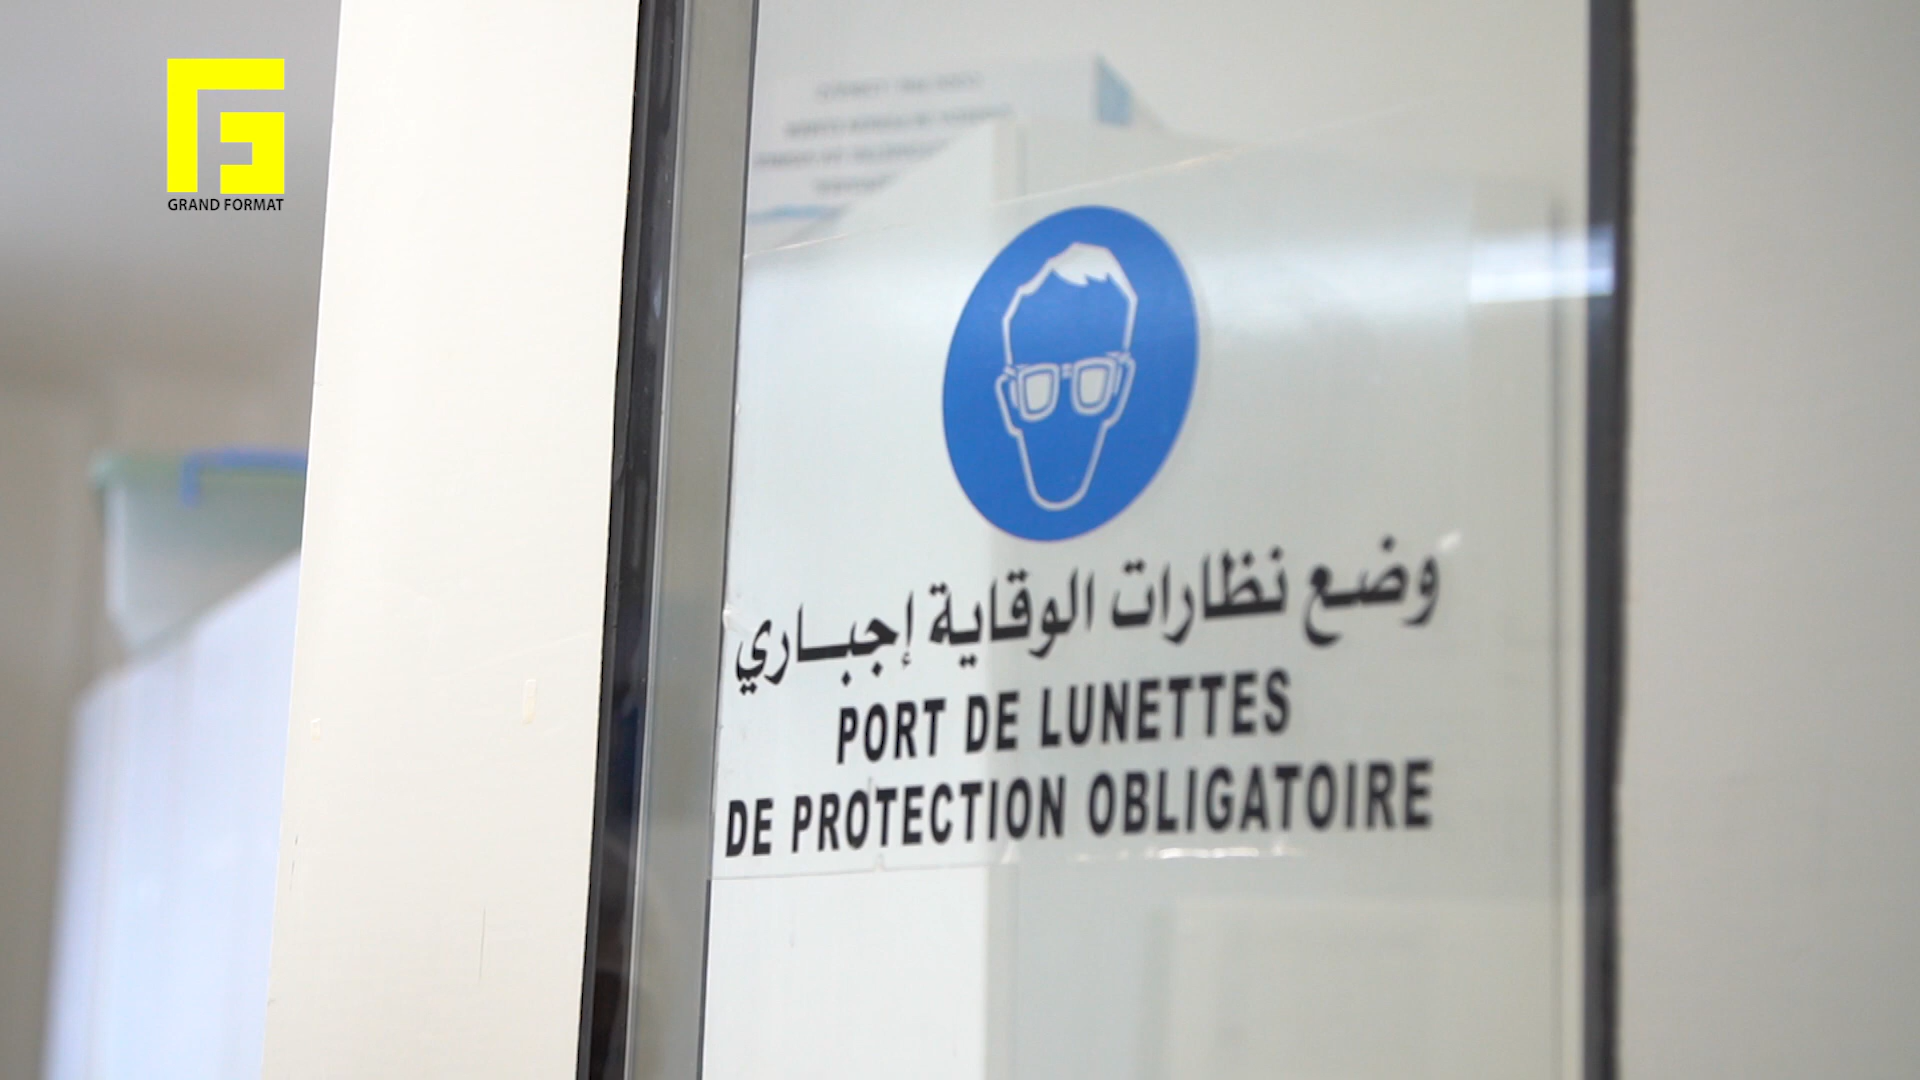 GRAND FORMAT
وضع نظارات الوقاية إجباري
PORT DE LUNETTES
DE PROTECTION OBLIGATOIRE